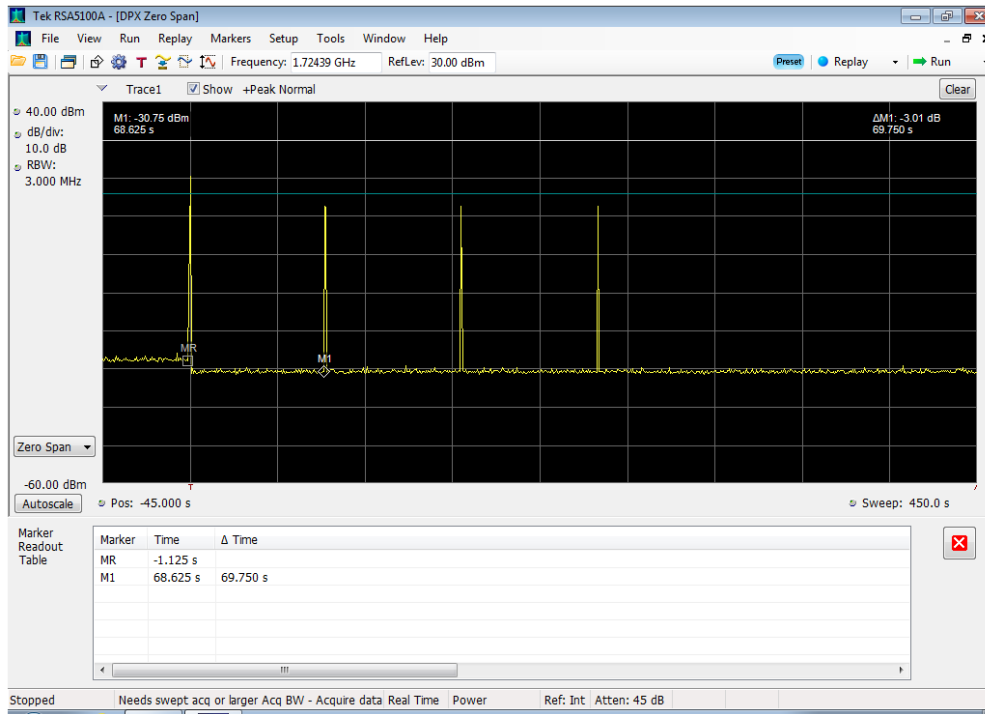 Tek RSA5100A - [DPX Zero Span]
File View Run Replay Markers Setup Tools Window Help
T Frequency: 1.72439 GHz RefLev: 30.00 dBm Preset Replay Run
Trace1 Show +Peak Normal Clear
40.00 dBm
dB/div:
10.0 dB
RBW:
3.000 MHz
M1: -30.75 dBm
68.625 s
ΔM1: -3.01 dB
69.750 s
MR
M1
Zero Span
-60.00 dBm
T
Autoscale Pos: -45.000 s Sweep: 450.0 s
Marker
Readout
Table
Marker Time Δ Time
MR -1.125 s
M1 68.625 s 69.750 s
Stopped Needs swept acq or larger Acq BW - Acquire data Real Time Power Ref: Int Atten: 45 dB